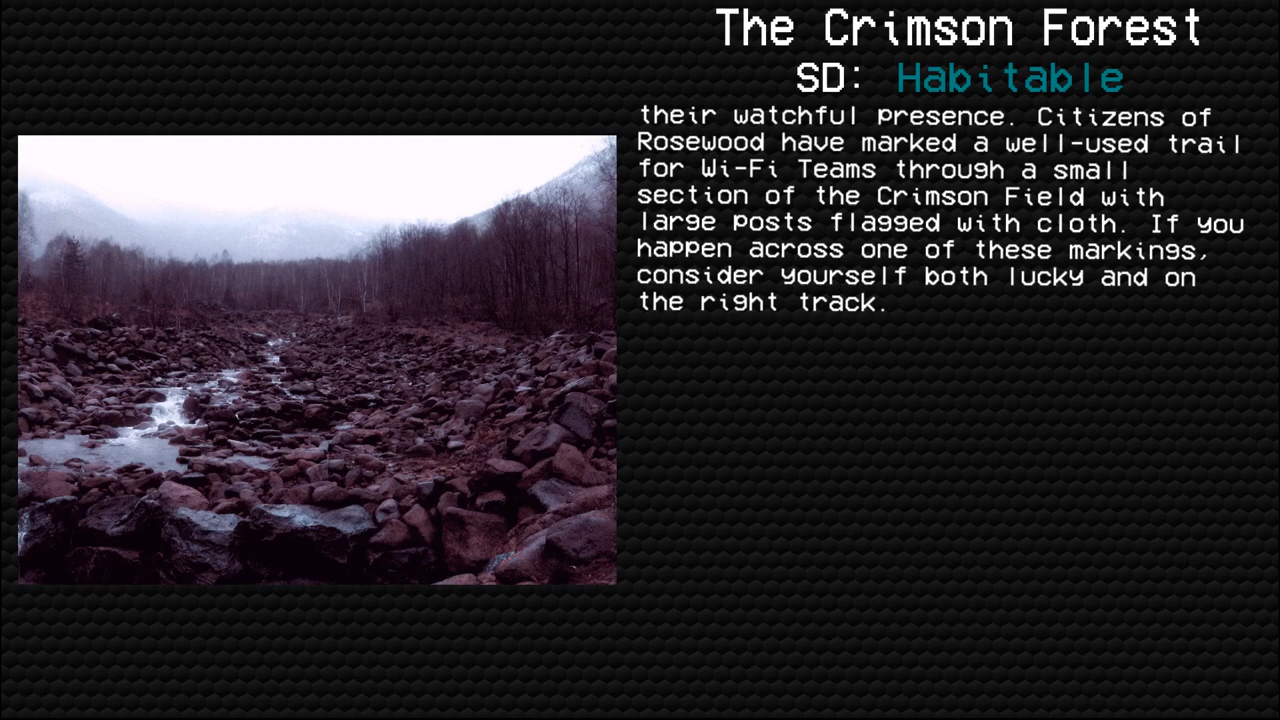 The Crimson Forest
SD: Habitable
their watchful presence. Citizens of
Rosewood have marked a well-used trail
for Wi-Fi Teams through a small
section of the Crimson Field with
large posts flagged with cloth. If you
happen across one of these markings,
consider yourself both lucky and on
the right track.